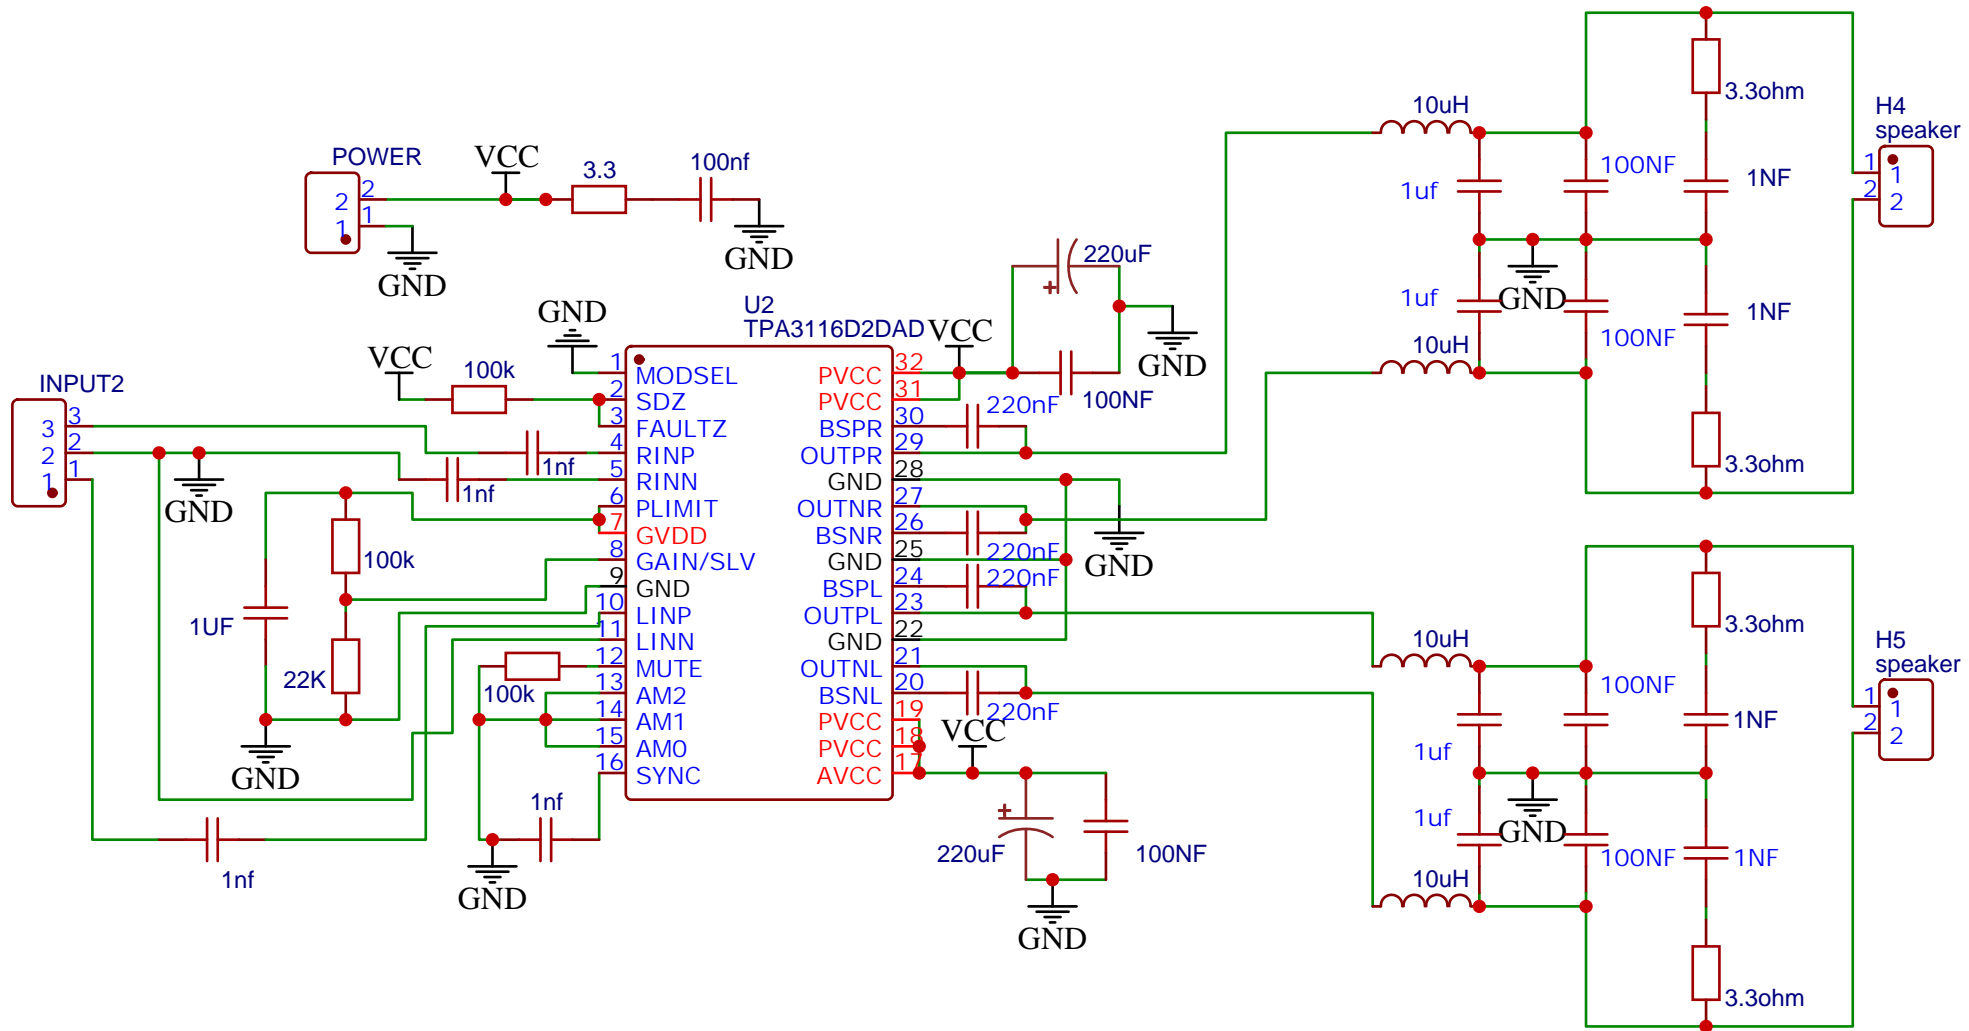 POWER
2
1
2
1
VCC
3.3
100nf
GND
GND
INPUT2
3
2
1
3
2
1
GND
VCC
100k
GND
1nf
1nf
1UF
100k
22K
GND
1nf
100k
1nf
GND
U2
TPA3116D2DAD
1 MODSEL
2 SDZ
3 FAULTZ
4 RINP
5 RINN
6 PLIMIT
7 GVDD
8 GAIN/SLV
9 GND
10 LINP
11 LINN
12 MUTE
13 AM2
14 AM1
15 AM0
16 SYNC
PVCC 32
PVCC 31
BSPR 30
OUTPR 29
GND 28
OUTNR 27
BSNR 26
GND 25
BSPL 24
OUTPL 23
GND 22
OUTNL 21
BSNL 20
PVCC 19
PVCC 18
AVCC 17
VCC
220uF
100NF
GND
220nF
220nF
220nF
220nF
GND
VCC
220uF
100NF
GND
10uH
1uf
100NF
3.3ohm
1NF
GND
1uf
100NF
1NF
10uH
3.3ohm
H4
speaker
1
2
1
2
10uH
1uf
100NF
3.3ohm
1NF
GND
1uf
100NF
1NF
10uH
3.3ohm
H5
speaker
1
2
1
2